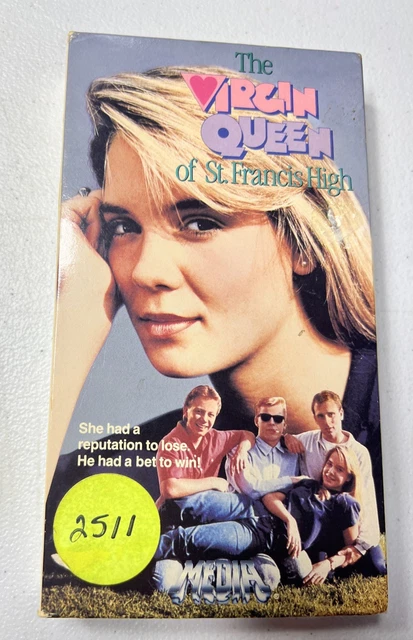 The
VIRGIN
QUEEN
of St. Francis High
She had a
reputation to lose.
He had a bet to win!
2511
MEDIA